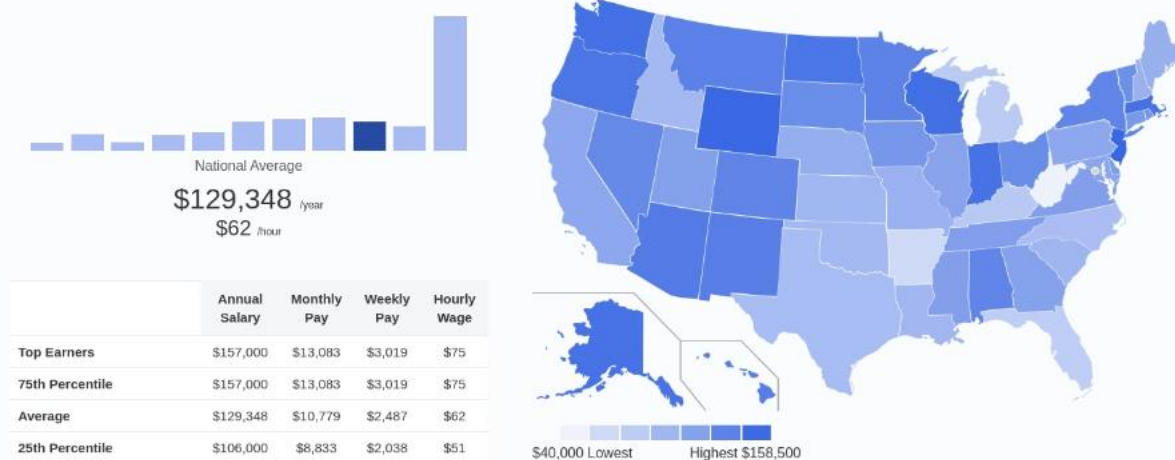 National Average
$129,348 /year
$62 /hour
Annual Salary Monthly Pay Weekly Pay Hourly Wage
Top Earners $157,000 $13,083 $3,019 $75
75th Percentile $157,000 $13,083 $3,019 $75
Average $129,348 $10,779 $2,487 $62
25th Percentile $106,000 $8,833 $2,038 $51
$40,000 Lowest Highest $158,500